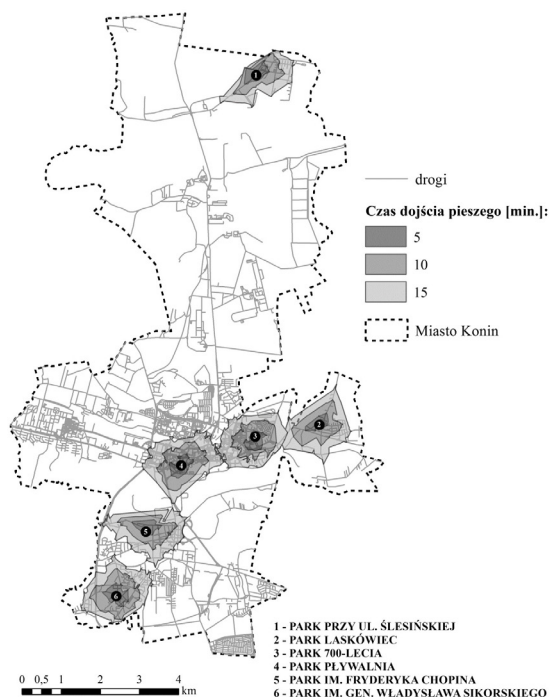 1
drogi
Czas dojścia pieszego [min.]:
5
10
15
Miasto Konin
2
3
4
5
6
0 0,5 1 2 3 4
km
1 - PARK PRZY UL. ŚLESIŃSKIEJ
2 - PARK LASKÓWIEC
3 - PARK 700-LECIA
4 - PARK PŁYWALNIA
5 - PARK IM. FRYDERYKA CHOPINA
6 - PARK IM. GEN. WŁADYSŁAWA SIKORSKIEGO